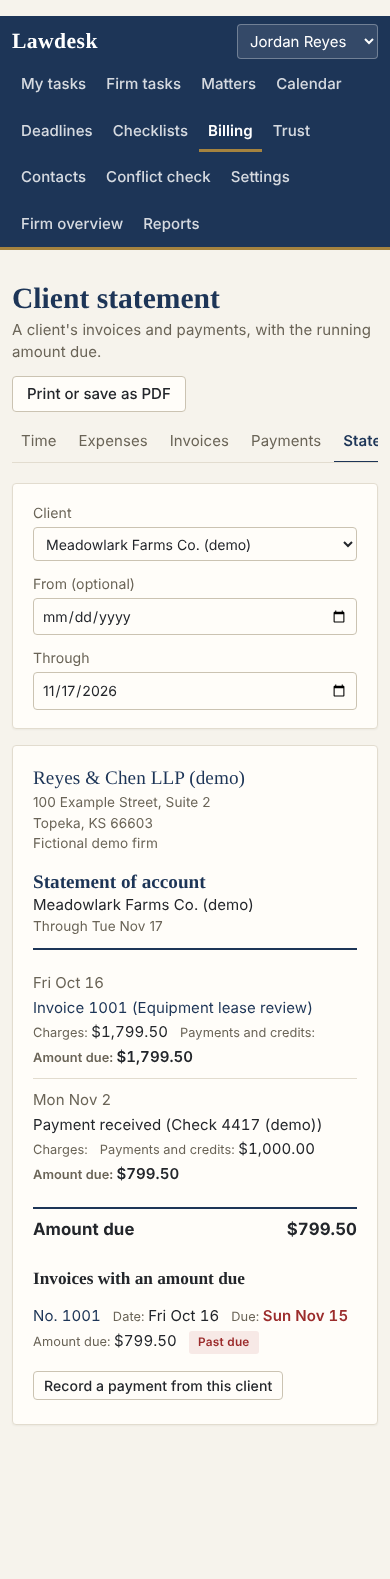 Lawdesk
Jordan Reyes
My tasks Firm tasks Matters Calendar
Deadlines Checklists Billing Trust
Contacts Conflict check Settings
Firm overview Reports
Client statement
A client's invoices and payments, with the running
amount due.
Print or save as PDF
Time Expenses Invoices Payments State
Client
Meadowlark Farms Co. (demo)
From (optional)
mm/dd/yyyy
Through
11/17/2026
Reyes & Chen LLP (demo)
100 Example Street, Suite 2
Topeka, KS 66603
Fictional demo firm
Statement of account
Meadowlark Farms Co. (demo)
Through Tue Nov 17
Fri Oct 16
Invoice 1001 (Equipment lease review)
Charges: $1,799.50 Payments and credits:
Amount due: $1,799.50
Mon Nov 2
Payment received (Check 4417 (demo))
Charges: Payments and credits: $1,000.00
Amount due: $799.50
Amount due $799.50
Invoices with an amount due
No. 1001 Date: Fri Oct 16 Due: Sun Nov 15
Amount due: $799.50 Past due
Record a payment from this client